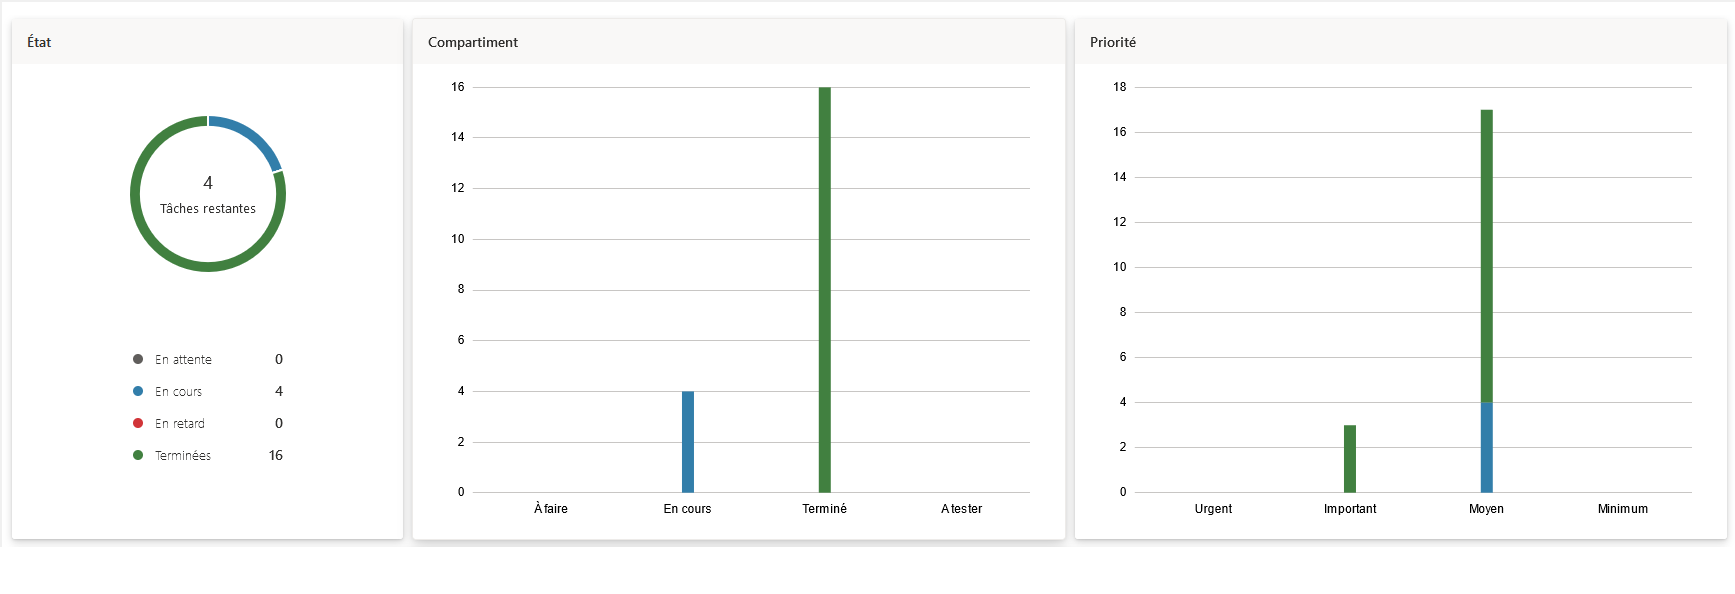 État
4
Tâches restantes
En attente 0
En cours 4
En retard 0
Terminées 16
Compartiment
16
14
12
10
8
6
4
2
0
À faire En cours Terminé A tester
Priorité
18
16
14
12
10
8
6
4
2
0
Urgent Important Moyen Minimum